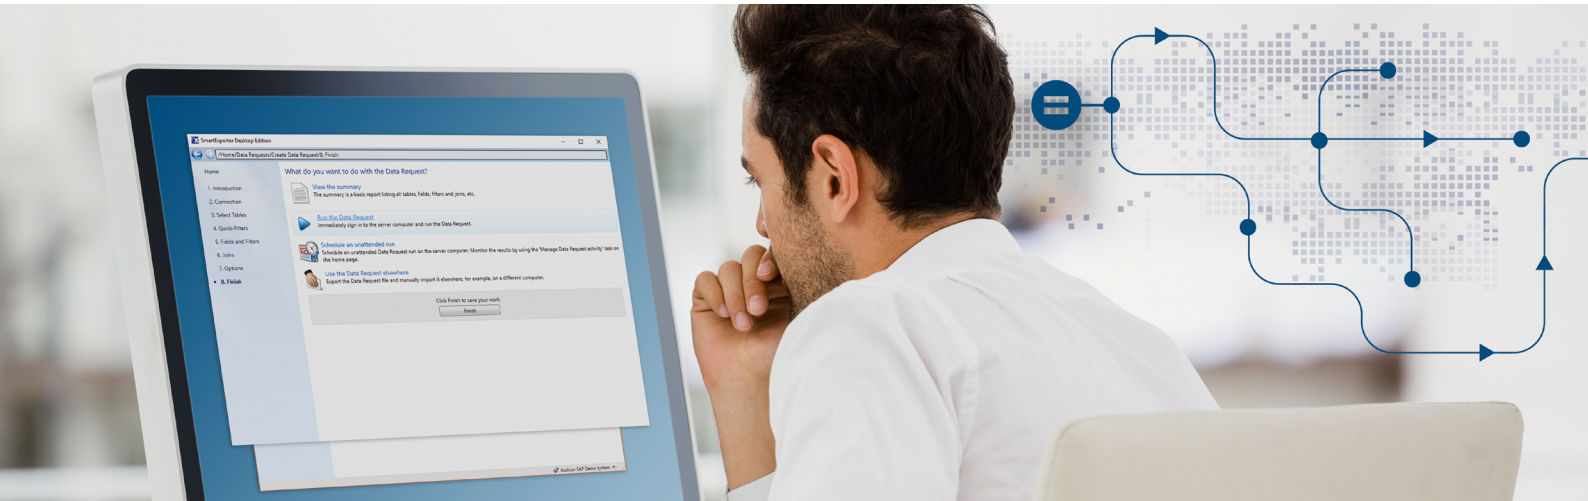 SmartExporter Desktop Edition
/Home/Data Requests/Create Data Request/8. Finish
Home
1. Introduction
2. Connection
3. Select Tables
4. Quick-Filters
5. Fields and Filters
6. Joins
7. Options
8. Finish
What do you want to do with the Data Request?
View the summary
The summary is a basic report listing all tables, fields, filters and joins, etc.
Run the Data Request
Immediately sign in to the server computer and run the Data Request.
Schedule an unattended run
Schedule an unattended Data Request run on the server computer. Monitor the results by using the 'Manage Data Request activity' task on
the home page.
Use the Data Request elsewhere
Export the Data Request file and manually import it elsewhere, for example, on a different computer.
Click Finish to save your work.
Finish
Audicon SAP Demo System